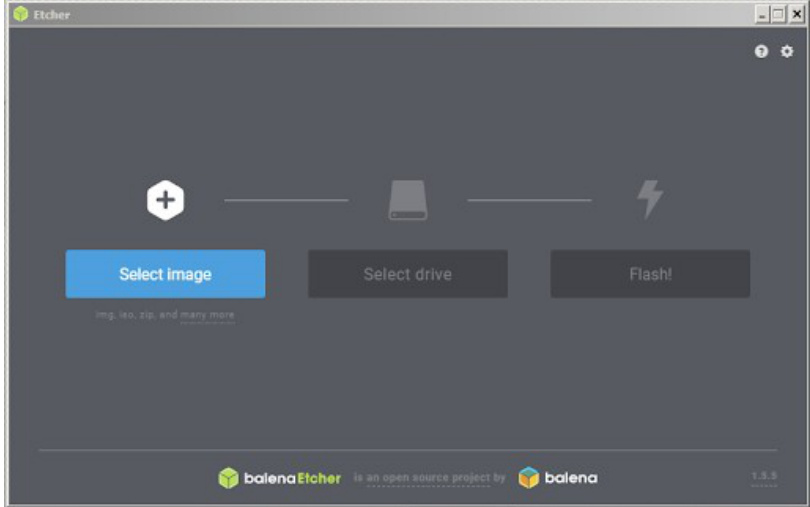 Etcher
Select image
Select drive
Flash!
img, iso, zip, and many more
balenaEtcher is an open source project by balena
1.5.5